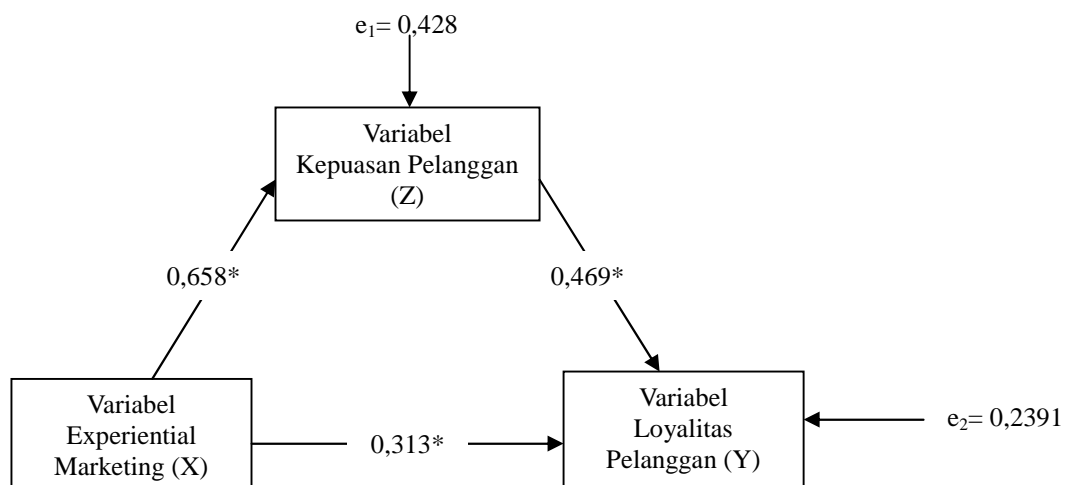 e₁= 0,428
Variabel
Kepuasan Pelanggan
(Z)
0,658*
0,469*
Variabel
Experiential
Marketing (X)
0,313*
Variabel
Loyalitas
Pelanggan (Y)
e₂= 0,2391